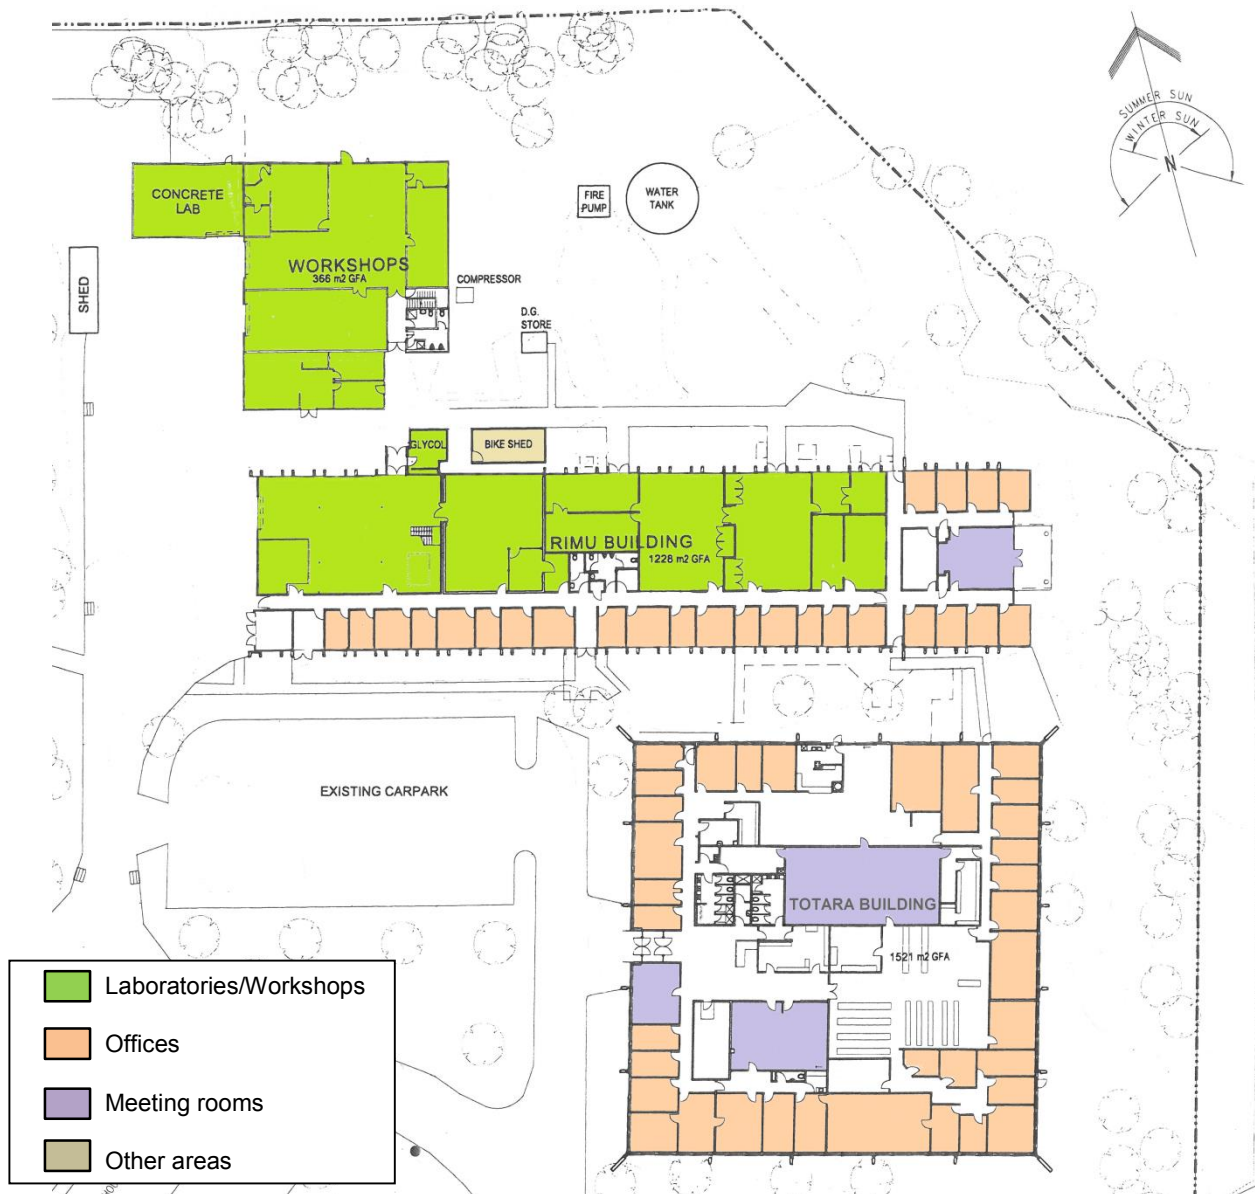 SUMMER SUN
WINTER SUN
N
CONCRETE
LAB
FIRE
PUMP
WATER
TANK
WORKSHOPS
366 m2 GFA
SHED
COMPRESSOR
D.G.
STORE
GLYCOL
BIKE SHED
RIMU BUILDING
1228 m2 GFA
EXISTING CARPARK
TOTARA BUILDING
1521 m2 GFA
Laboratories/Workshops
Offices
Meeting rooms
Other areas